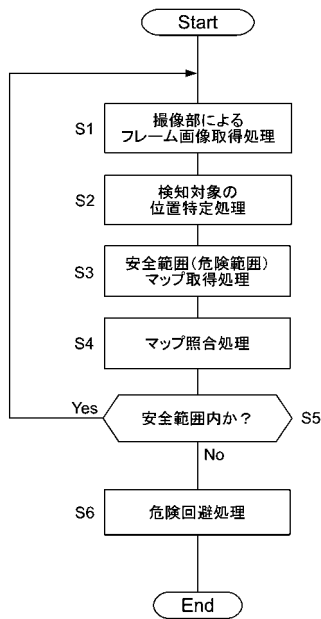 Start
S1
撮像部による
フレーム画像取得処理
S2
検知対象の
位置特定処理
S3
安全範囲(危険範囲)
マップ取得処理
S4
マップ照合処理
Yes
安全範囲内か?
S5
No
S6
危険回避処理
End